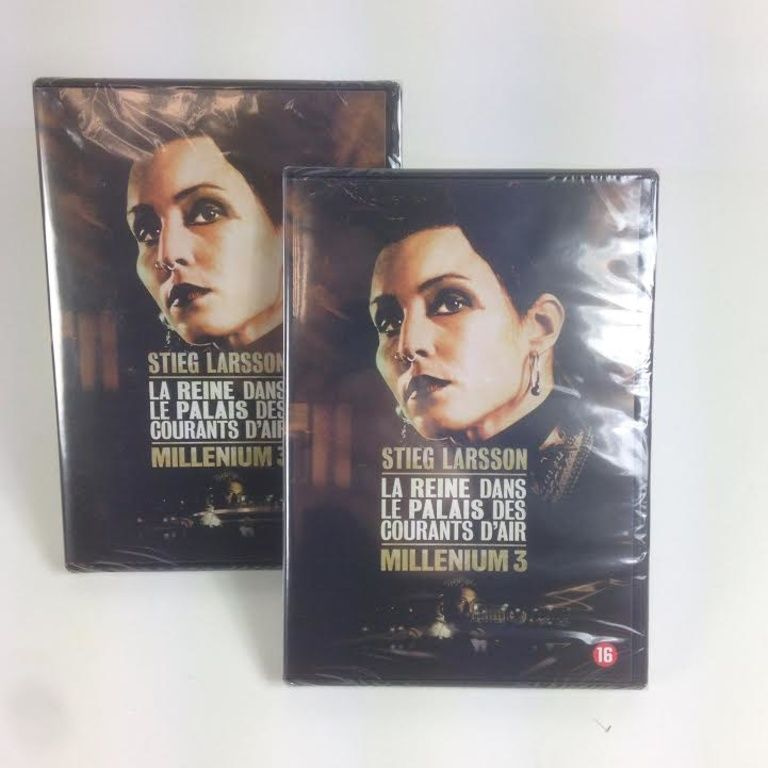 STIEG LARSSON
LA REINE DANS
LE PALAIS DES
COURANTS D'AIR
MILLENIUM 3
STIEG LARSSON
LA REINE DANS
LE PALAIS DES
COURANTS D'AIR
MILLENIUM 3
16